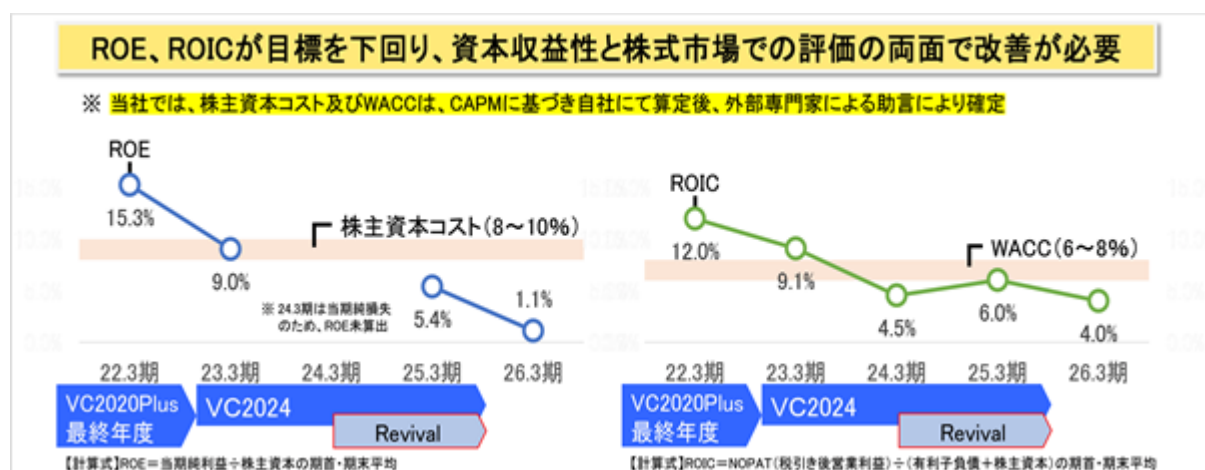 ROE、ROICが目標を下回り、資本収益性と株式市場での評価の両面で改善が必要
※ 当社では、株主資本コスト及びWACCは、CAPMに基づき自社にて算定後、外部専門家による助言により確定
ROE
15.3%
9.0%
株主資本コスト(8～10%)
※ 24.3期は当期純損失
のため、ROE未算出
5.4%
1.1%
15.0%
10.0%
5.0%
0.0%
22.3期 23.3期 24.3期 25.3期 26.3期
VC2020Plus
最終年度
VC2024
Revival
【計算式】ROE＝当期純利益÷株主資本の期首・期末平均
ROIC
12.0%
9.1%
4.5%
WACC(6～8%)
6.0%
4.0%
22.3期 23.3期 24.3期 25.3期 26.3期
VC2020Plus
最終年度
VC2024
Revival
【計算式】ROIC＝NOPAT(税引き後営業利益)÷(有利子負債＋株主資本)の期首・期末平均